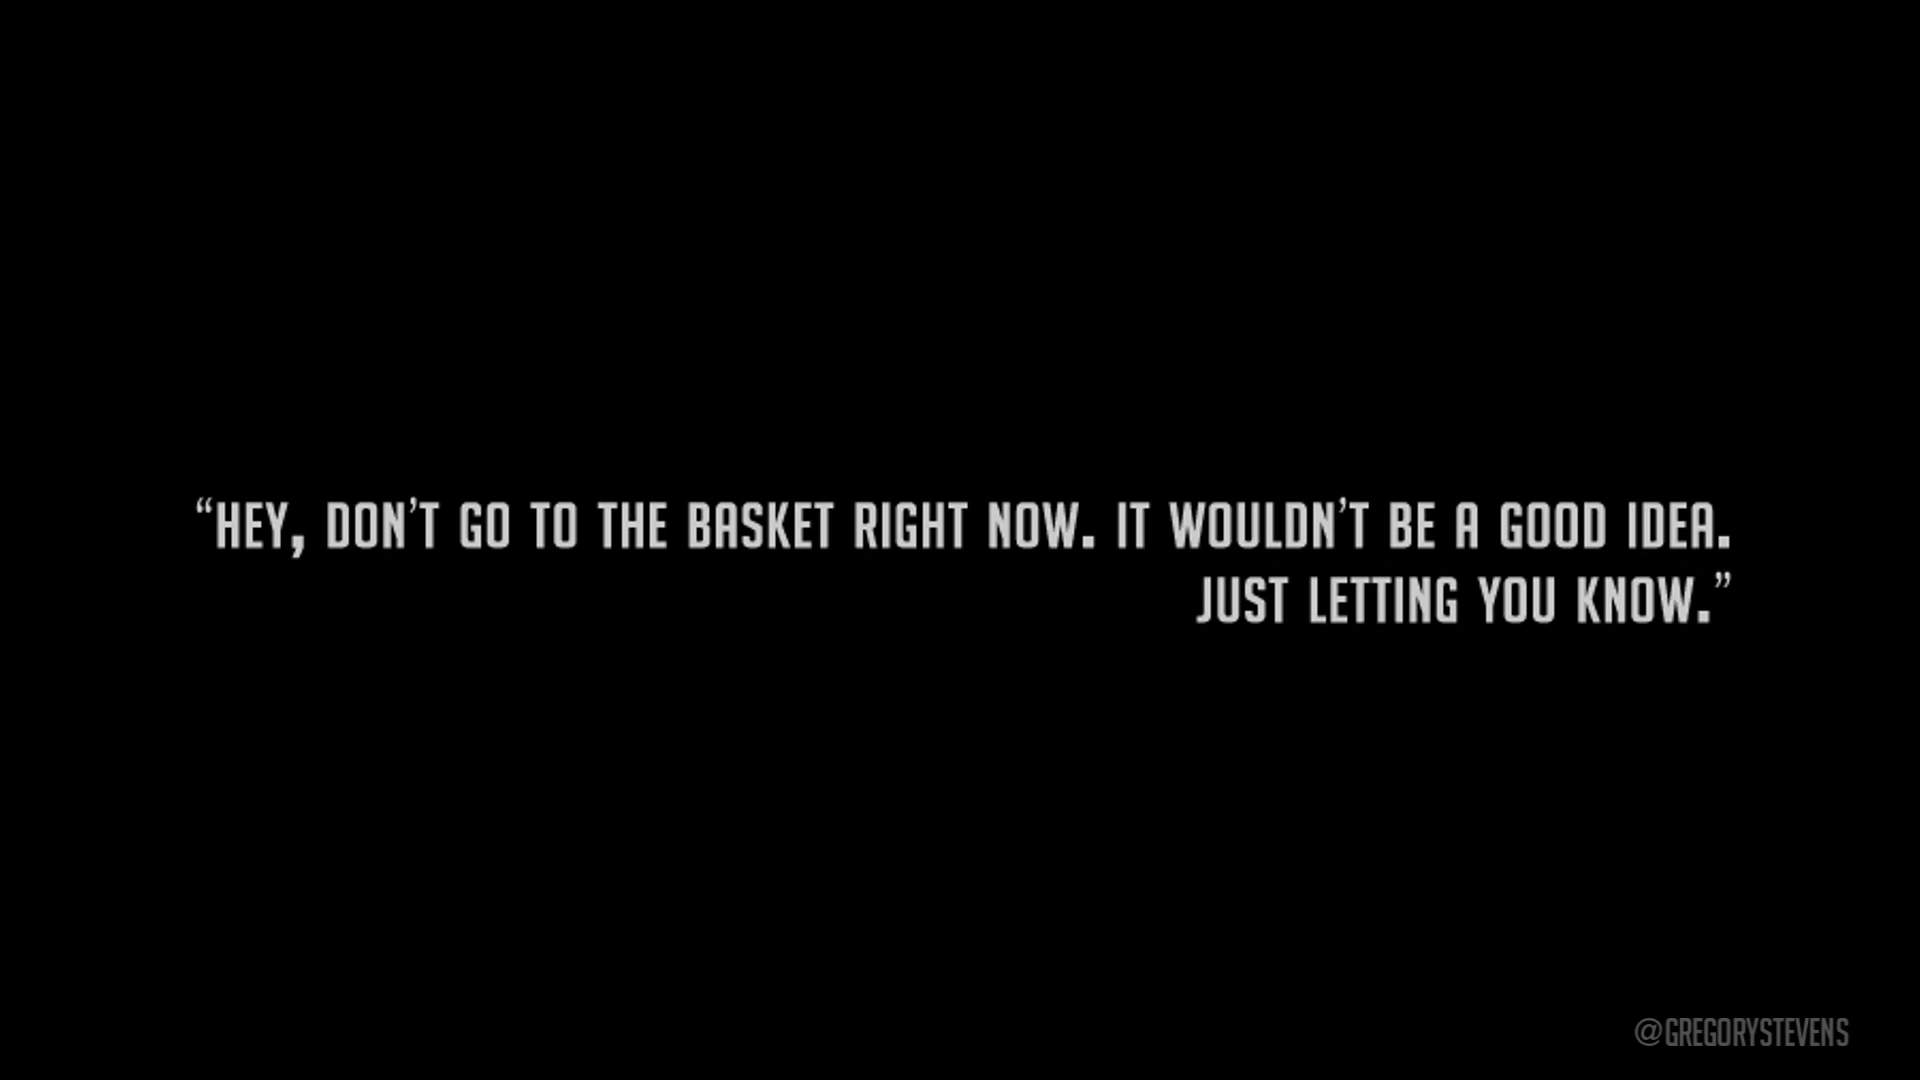 “HEY, DON’T GO TO THE BASKET RIGHT NOW. IT WOULDN’T BE A GOOD IDEA.
JUST LETTING YOU KNOW.”
@GREGORYSTEVENS